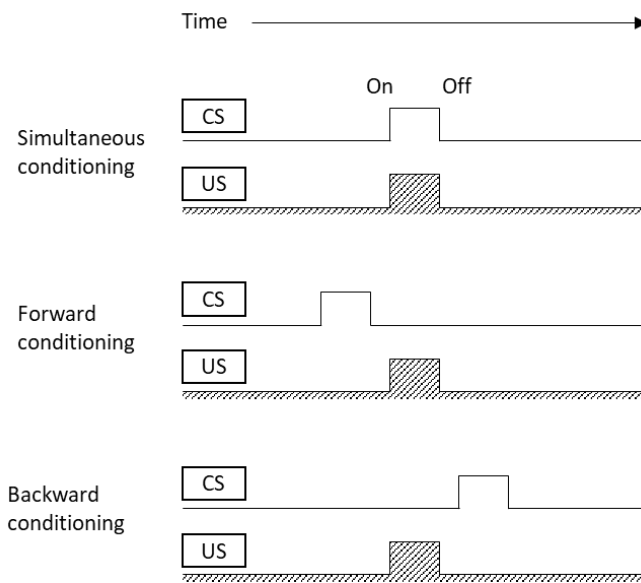 Time
On Off
CS
Simultaneous
conditioning
US
CS
Forward
conditioning
US
CS
Backward
conditioning
US